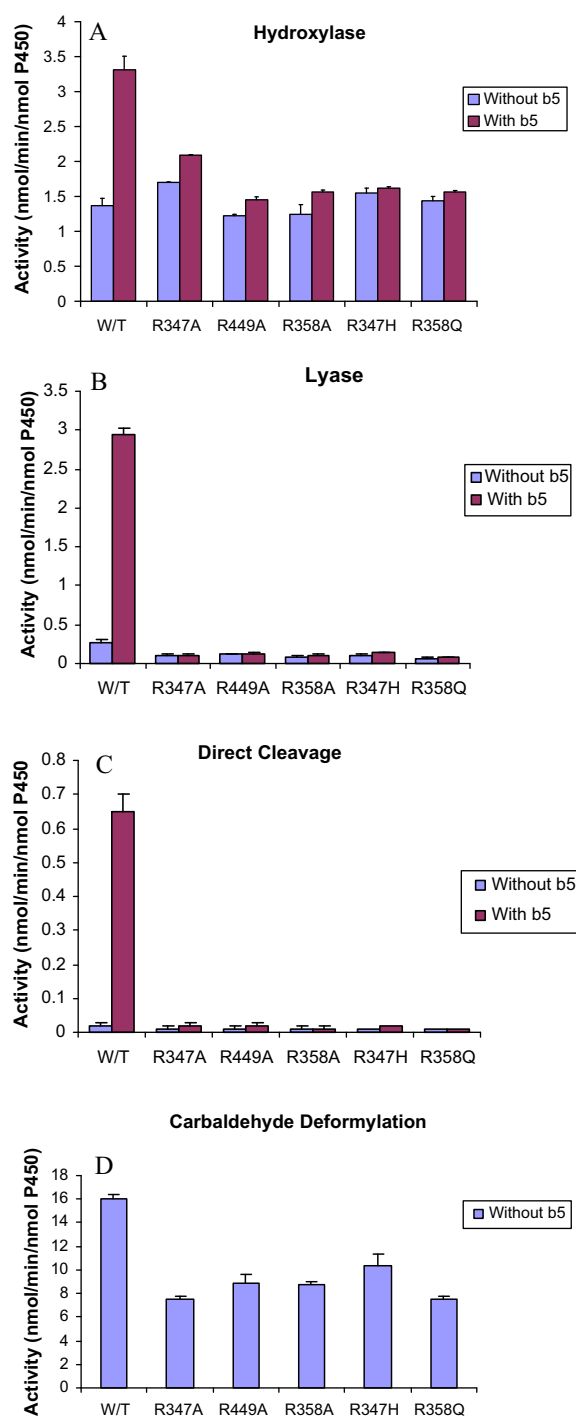 A
Hydroxylase
Activity (nmol/min/nmol P450)
4
3.5
3
2.5
2
1.5
1
0.5
0
Without b5
With b5
W/T R347A R449A R358A R347H R358Q
B
Lyase
Activity (nmol/min/nmol P450)
3.5
3
2.5
2
1.5
1
0.5
0
Without b5
With b5
W/T R347A R449A R358A R347H R358Q
C
Direct Cleavage
Activity (nmol/min/nmol P450
0.8
0.7
0.6
0.5
0.4
0.3
0.2
0.1
0
Without b5
With b5
W/T R347A R449A R358A R347H R358Q
Carbaldehyde Deformylation
D
Activity (nmol/min/nmol P450)
18
16
14
12
10
8
6
4
2
0
Without b5
W/T R347A R449A R358A R347H R358Q